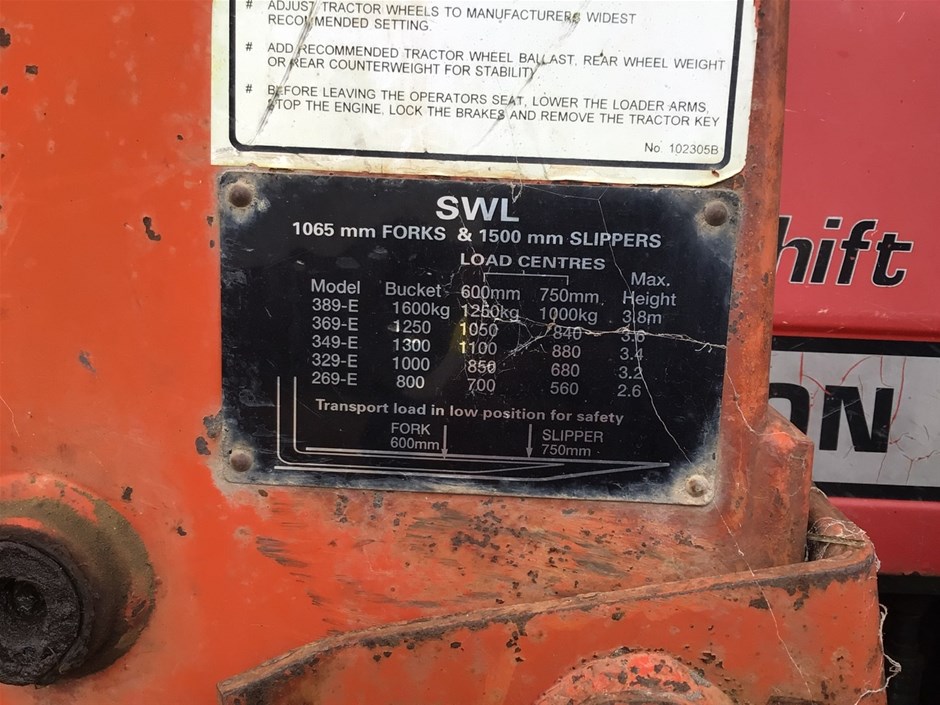 # ADJUST TRACTOR WHEELS TO MANUFACTURERS WIDEST
RECOMMENDED SETTING.
# ADD RECOMMENDED TRACTOR WHEEL BALLAST, REAR WHEEL WEIGHT
OR REAR COUNTERWEIGHT FOR STABILITY
# BEFORE LEAVING THE OPERATORS SEAT, LOWER THE LOADER ARMS,
STOP THE ENGINE, LOCK THE BRAKES AND REMOVE THE TRACTOR KEY
No 102305B
SWL
1065 mm FORKS & 1500 mm SLIPPERS
LOAD CENTRES
Model Bucket 600mm 750mm Max. Height
389-E 1600kg 1250kg 1000kg 3.8m
369-E 1250 1050 840 3.6
349-E 1300 1100 880 3.4
329-E 1000 850 680 3.2
269-E 800 700 560 2.6
Transport load in low position for safety
FORK 600mm
SLIPPER 750mm
hift
ON